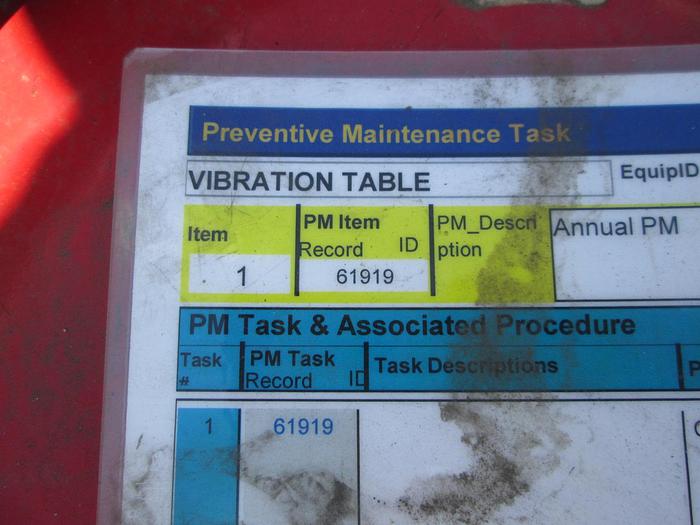 Preventive Maintenance Task
VIBRATION TABLE EquipID
Item PM Item Record ID PM_Descri ption Annual PM
1 61919
PM Task & Associated Procedure
Task # PM Task Record ID Task Descriptions P
1 61919